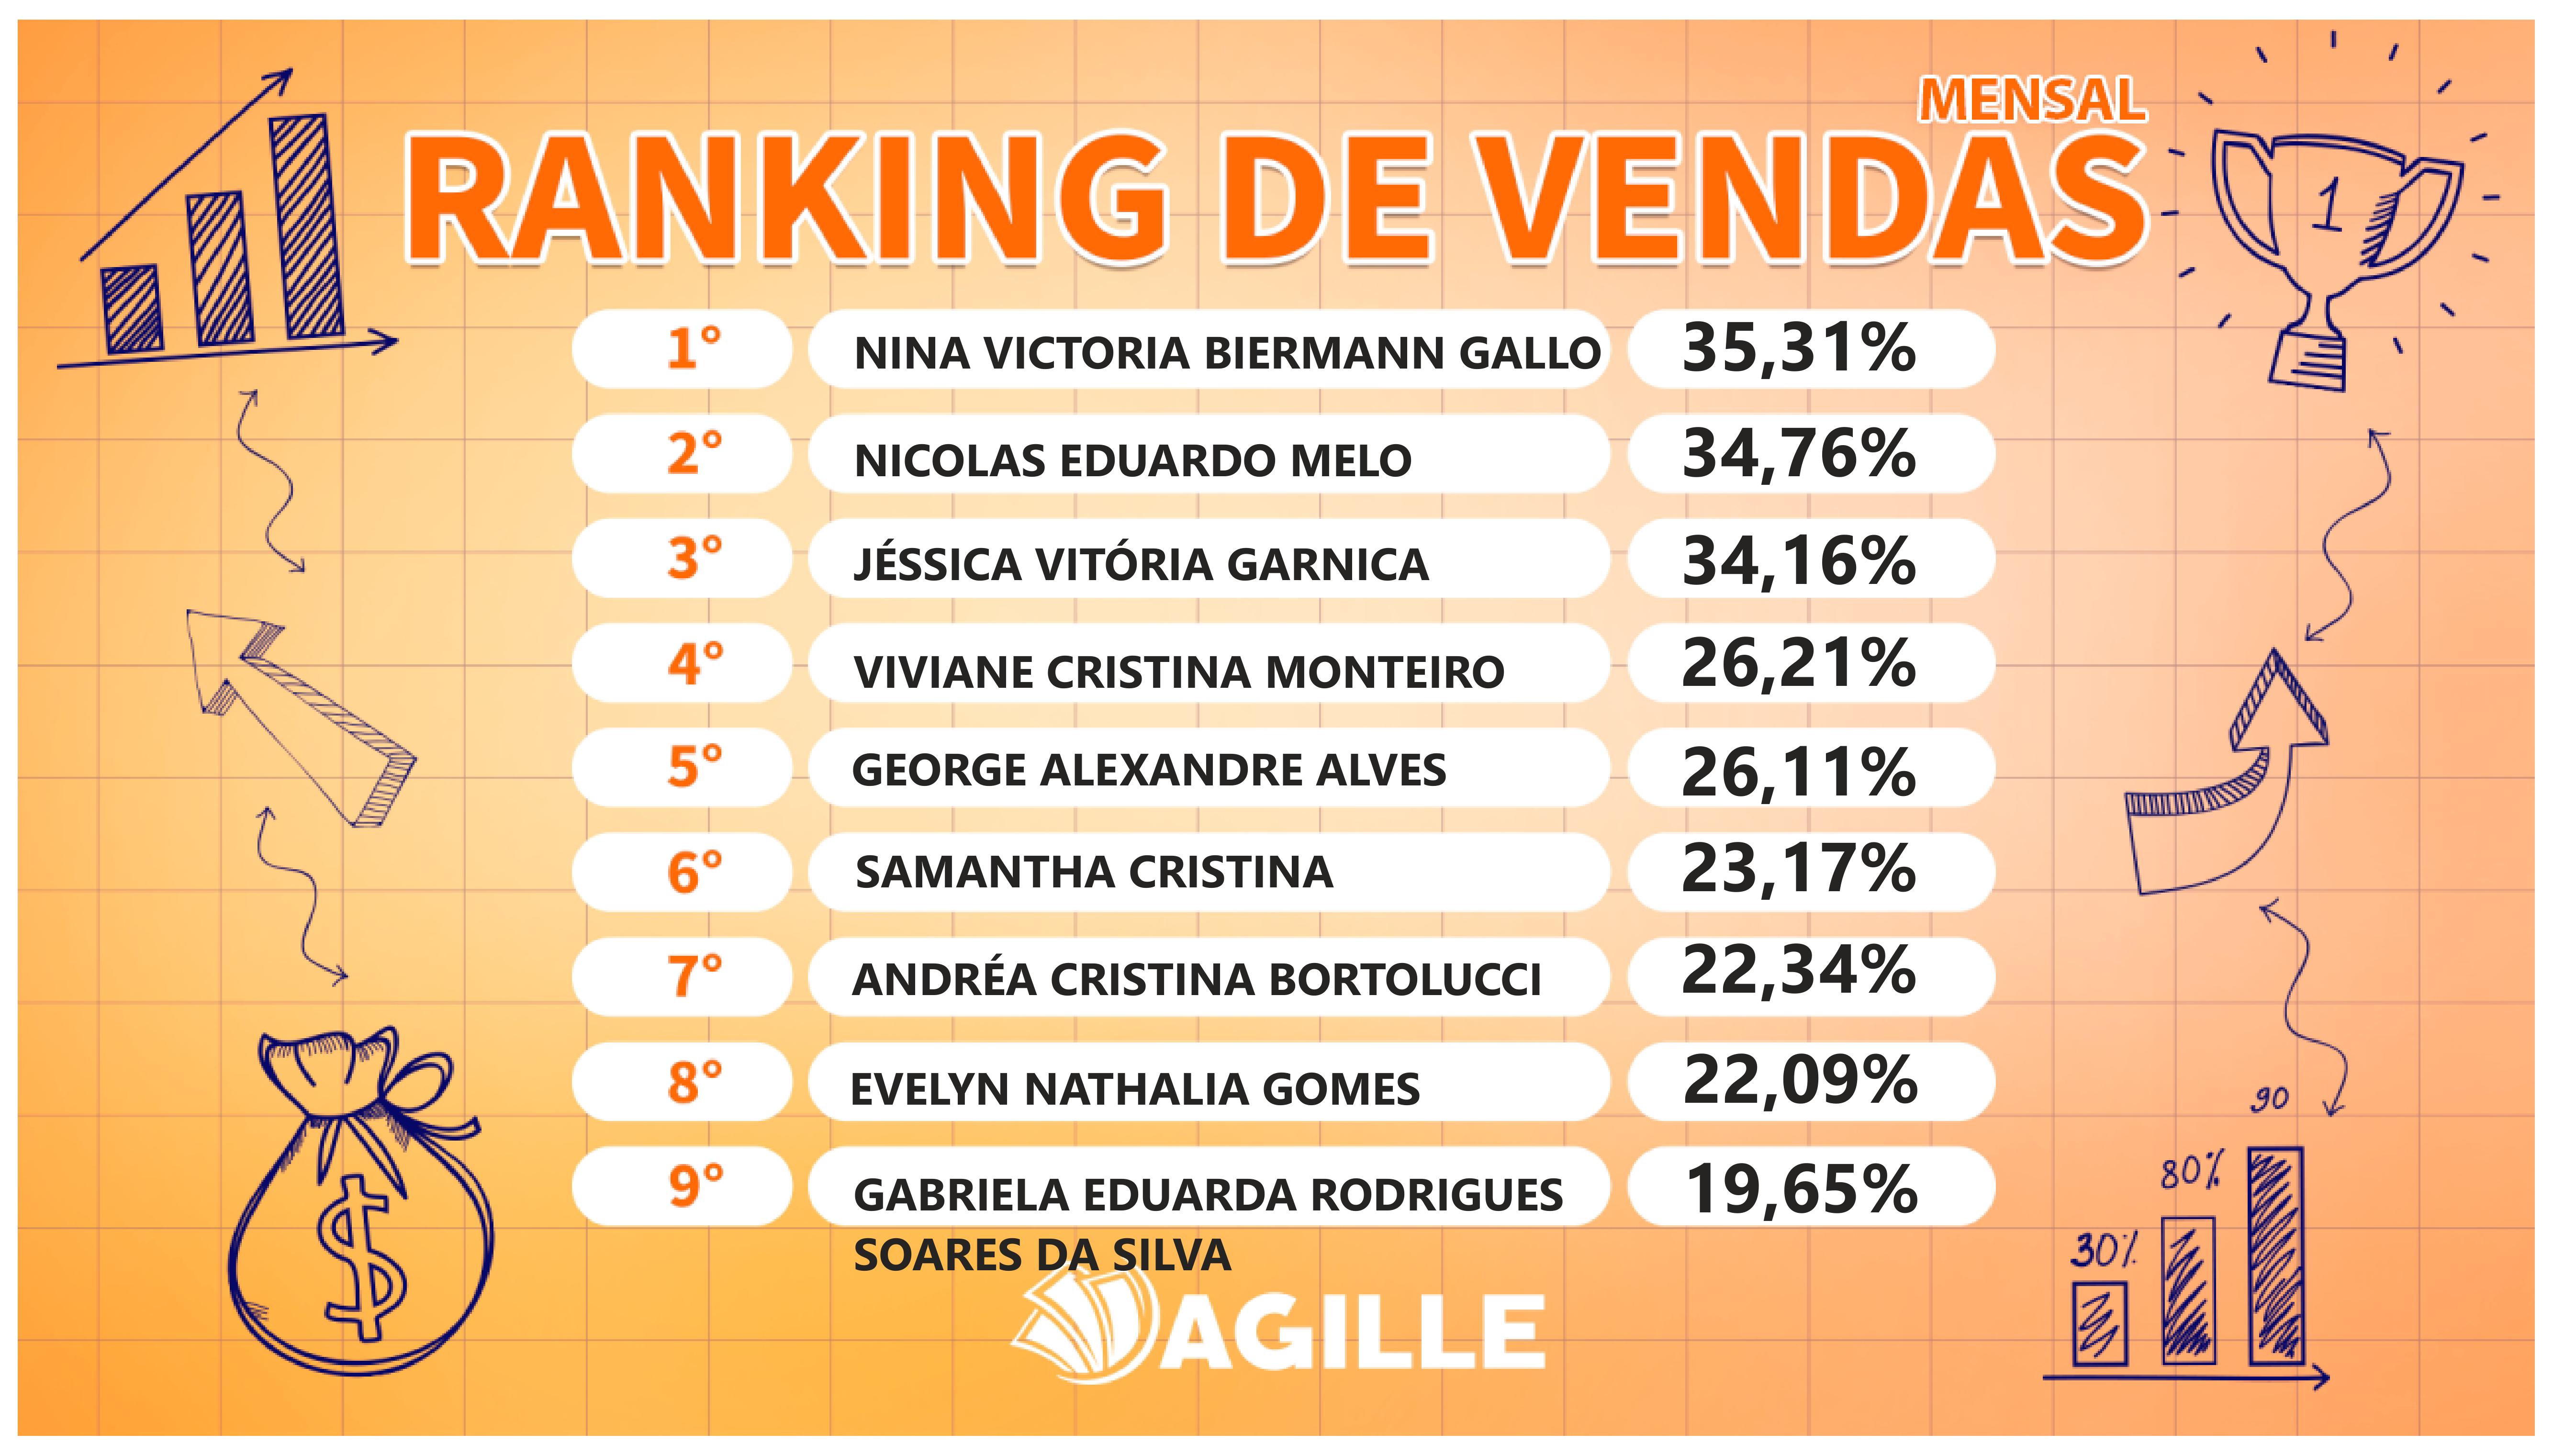 MENSAL
RANKING DE VENDAS
1
1° NINA VICTORIA BIERMANN GALLO 35,31%
2° NICOLAS EDUARDO MELO 34,76%
3° JÉSSICA VITÓRIA GARNICA 34,16%
4° VIVIANE CRISTINA MONTEIRO 26,21%
5° GEORGE ALEXANDRE ALVES 26,11%
6° SAMANTHA CRISTINA 23,17%
7° ANDRÉA CRISTINA BORTOLUCCI 22,34%
8° EVELYN NATHALIA GOMES 22,09%
9° GABRIELA EDUARDA RODRIGUES 19,65%
SOARES DA SILVA
$
90
80%
30%
AGILLE